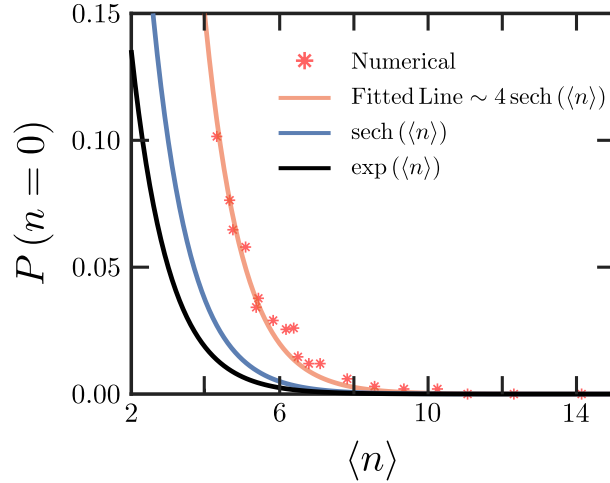 0.15
0.10
0.05
0.00
P (n = 0)
Numerical
Fitted Line ∼ 4 sech (⟨n⟩)
sech (⟨n⟩)
exp (⟨n⟩)
2 6 10 14
⟨n⟩